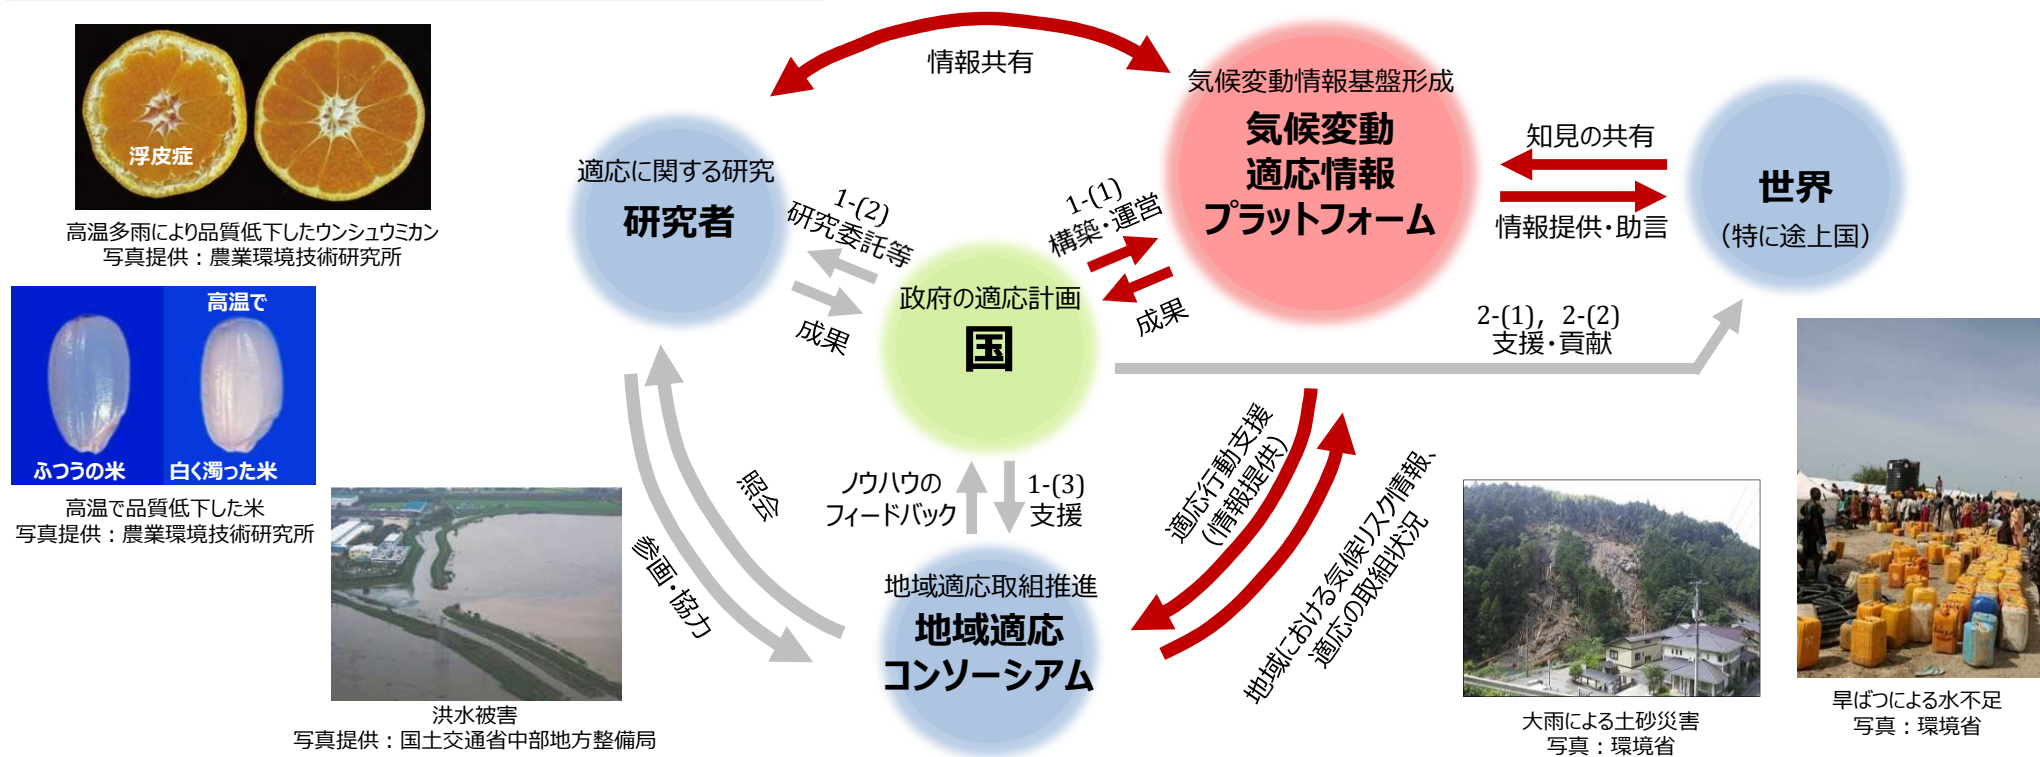 浮皮症
高温多雨により品質低下したウンシュウミカン
写真提供：農業環境技術研究所
高温で
ふつうの米
白く濁った米
高温で品質低下した米
写真提供：農業環境技術研究所
洪水被害
写真提供：国土交通省中部地方整備局
情報共有
適応に関する研究
研究者
1-(2)
研究委託等
成果
気候変動情報基盤形成
気候変動
適応情報
プラットフォーム
1-(1)
構築・運営
成果
知見の共有
情報提供・助言
世界
（特に途上国）
政府の適応計画
国
2-(1)，2-(2)
支援・貢献
照会
参画・協力
ノウハウの
フィードバック
1-(3)
支援
適応行動支援
（情報提供）
地域における気候リスク情報、
適応の取組状況
地域適応取組推進
地域適応
コンソーシアム
大雨による土砂災害
写真：環境省
旱ばつによる水不足
写真：環境省